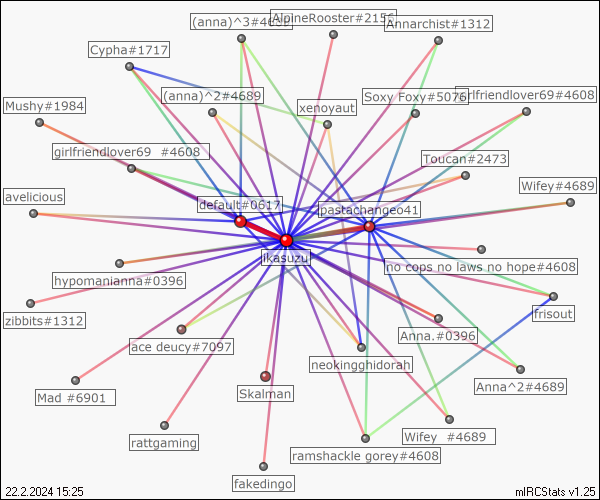 (anna)^3#4689
AlpineRooster#2156
Annarchist#1312
Cypha#1717
Mushy#1984
(anna)^2#4689
xenoyaut
Soxy Foxy#5076
girlfriendlover69#4608
girlfriendlover69 #4608
Toucan#2473
Wifey#4689
avelicious
default#0617
pastachangeo41
ikasuzu
hypomanianna#0396
no cops no laws no hope#4608
zibbits#1312
frisout
ace deucy#7097
Anna.#0396
neokingghidorah
Mad #6901
Skalman
Anna^2#4689
rattgaming
Wifey #4689
ramshackle gorey#4608
fakedingo
22.2.2024 15:25
mIRCStats v1.25